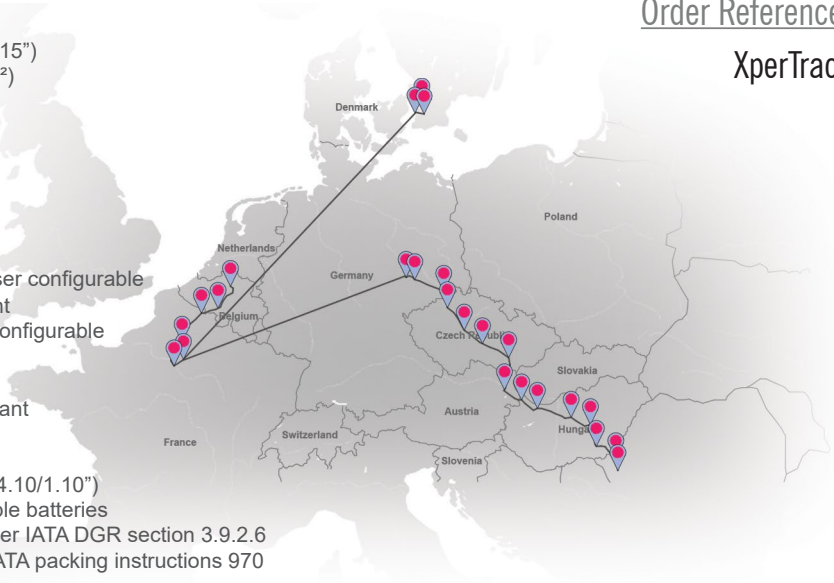 Order Reference
15”)
²)
XperTrac
Denmark
Poland
Netherlands
ser configurable
Germany
nt
Belgium
configurable
Czech Republ
Slovakia
ant
Austria
France
Switzerland
Hunga
Slovenia
4.10/1.10”)
ble batteries
er IATA DGR section 3.9.2.6
ATA packing instructions 970